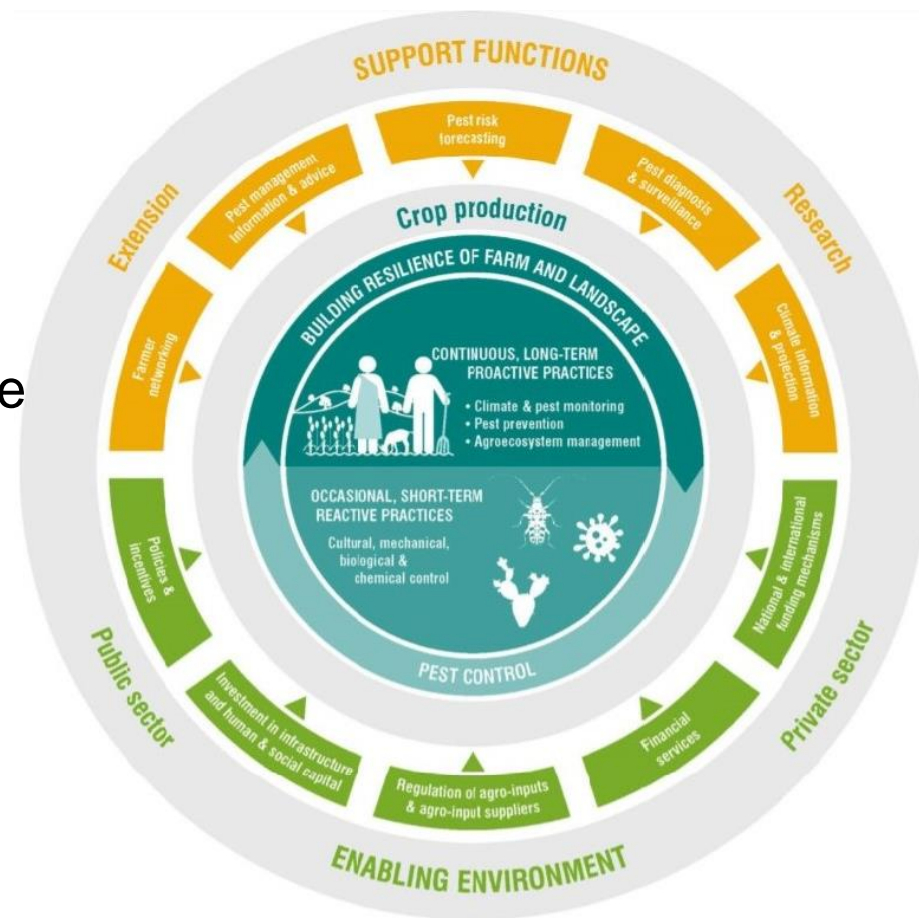 SUPPORT FUNCTIONS
Extension
Research
Farmer
networking
Pest management
Information & advice
Pest risk
forecasting
Pest diagnosis
& surveillance
Climate information
& projection
Crop production
BUILDING RESILIENCE OF FARM AND LANDSCAPE
CONTINUOUS, LONG-TERM
PROACTIVE PRACTICES
• Climate & pest monitoring
• Pest prevention
• Agroecosystem management
e
OCCASIONAL, SHORT-TERM
REACTIVE PRACTICES
Cultural, mechanical,
biological &
chemical control
PEST CONTROL
Policies &
incentives
Investment in infrastructure
and human & social capital
Regulation of agro-inputs
& agro-input suppliers
Financial
services
National & international
funding mechanisms
Public sector
Private sector
ENABLING ENVIRONMENT